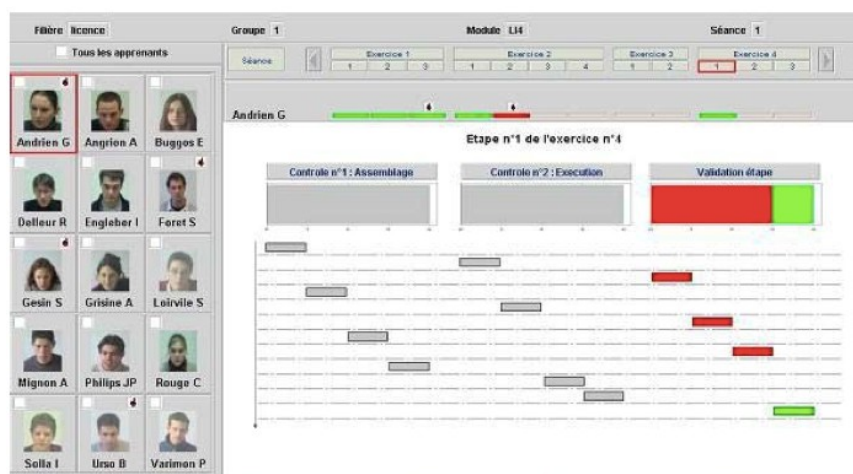 Filière licence Groupe 1 Module LI4 Séance 1
Tous les apprenants
Séance
Exercice 1 Exercice 2 Exercice 3 Exercice 4
1 2 3 1 2 3 4 1 2 1 2 3
Andrien G
Etape n°1 de l'exercice n°4
Controle n°1 : Assemblage Controle n°2 : Execution Validation étape
Andrien G Angrion A Buggos E
Delleur R Engleber I Foret S
Gesin S Grisine A Loirvile S
Mignon A Philips JP Rouge C
Solla I Urso B Varimon P